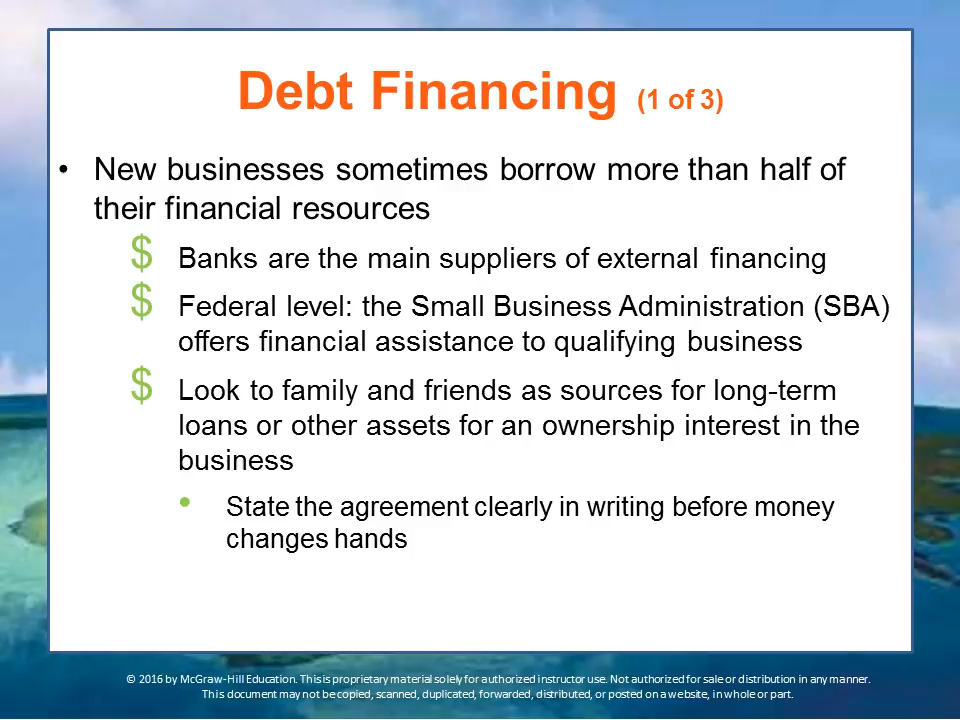 Debt Financing (1 of 3)
• New businesses sometimes borrow more than half of
their financial resources
$ Banks are the main suppliers of external financing
$ Federal level: the Small Business Administration (SBA)
offers financial assistance to qualifying business
$ Look to family and friends as sources for long-term
loans or other assets for an ownership interest in the
business
• State the agreement clearly in writing before money
changes hands
© 2016 by McGraw-Hill Education. This is proprietary material solely for authorized instructor use. Not authorized for sale or distribution in any manner.
This document may not be copied, scanned, duplicated, forwarded, distributed, or posted on a website, in whole or part.